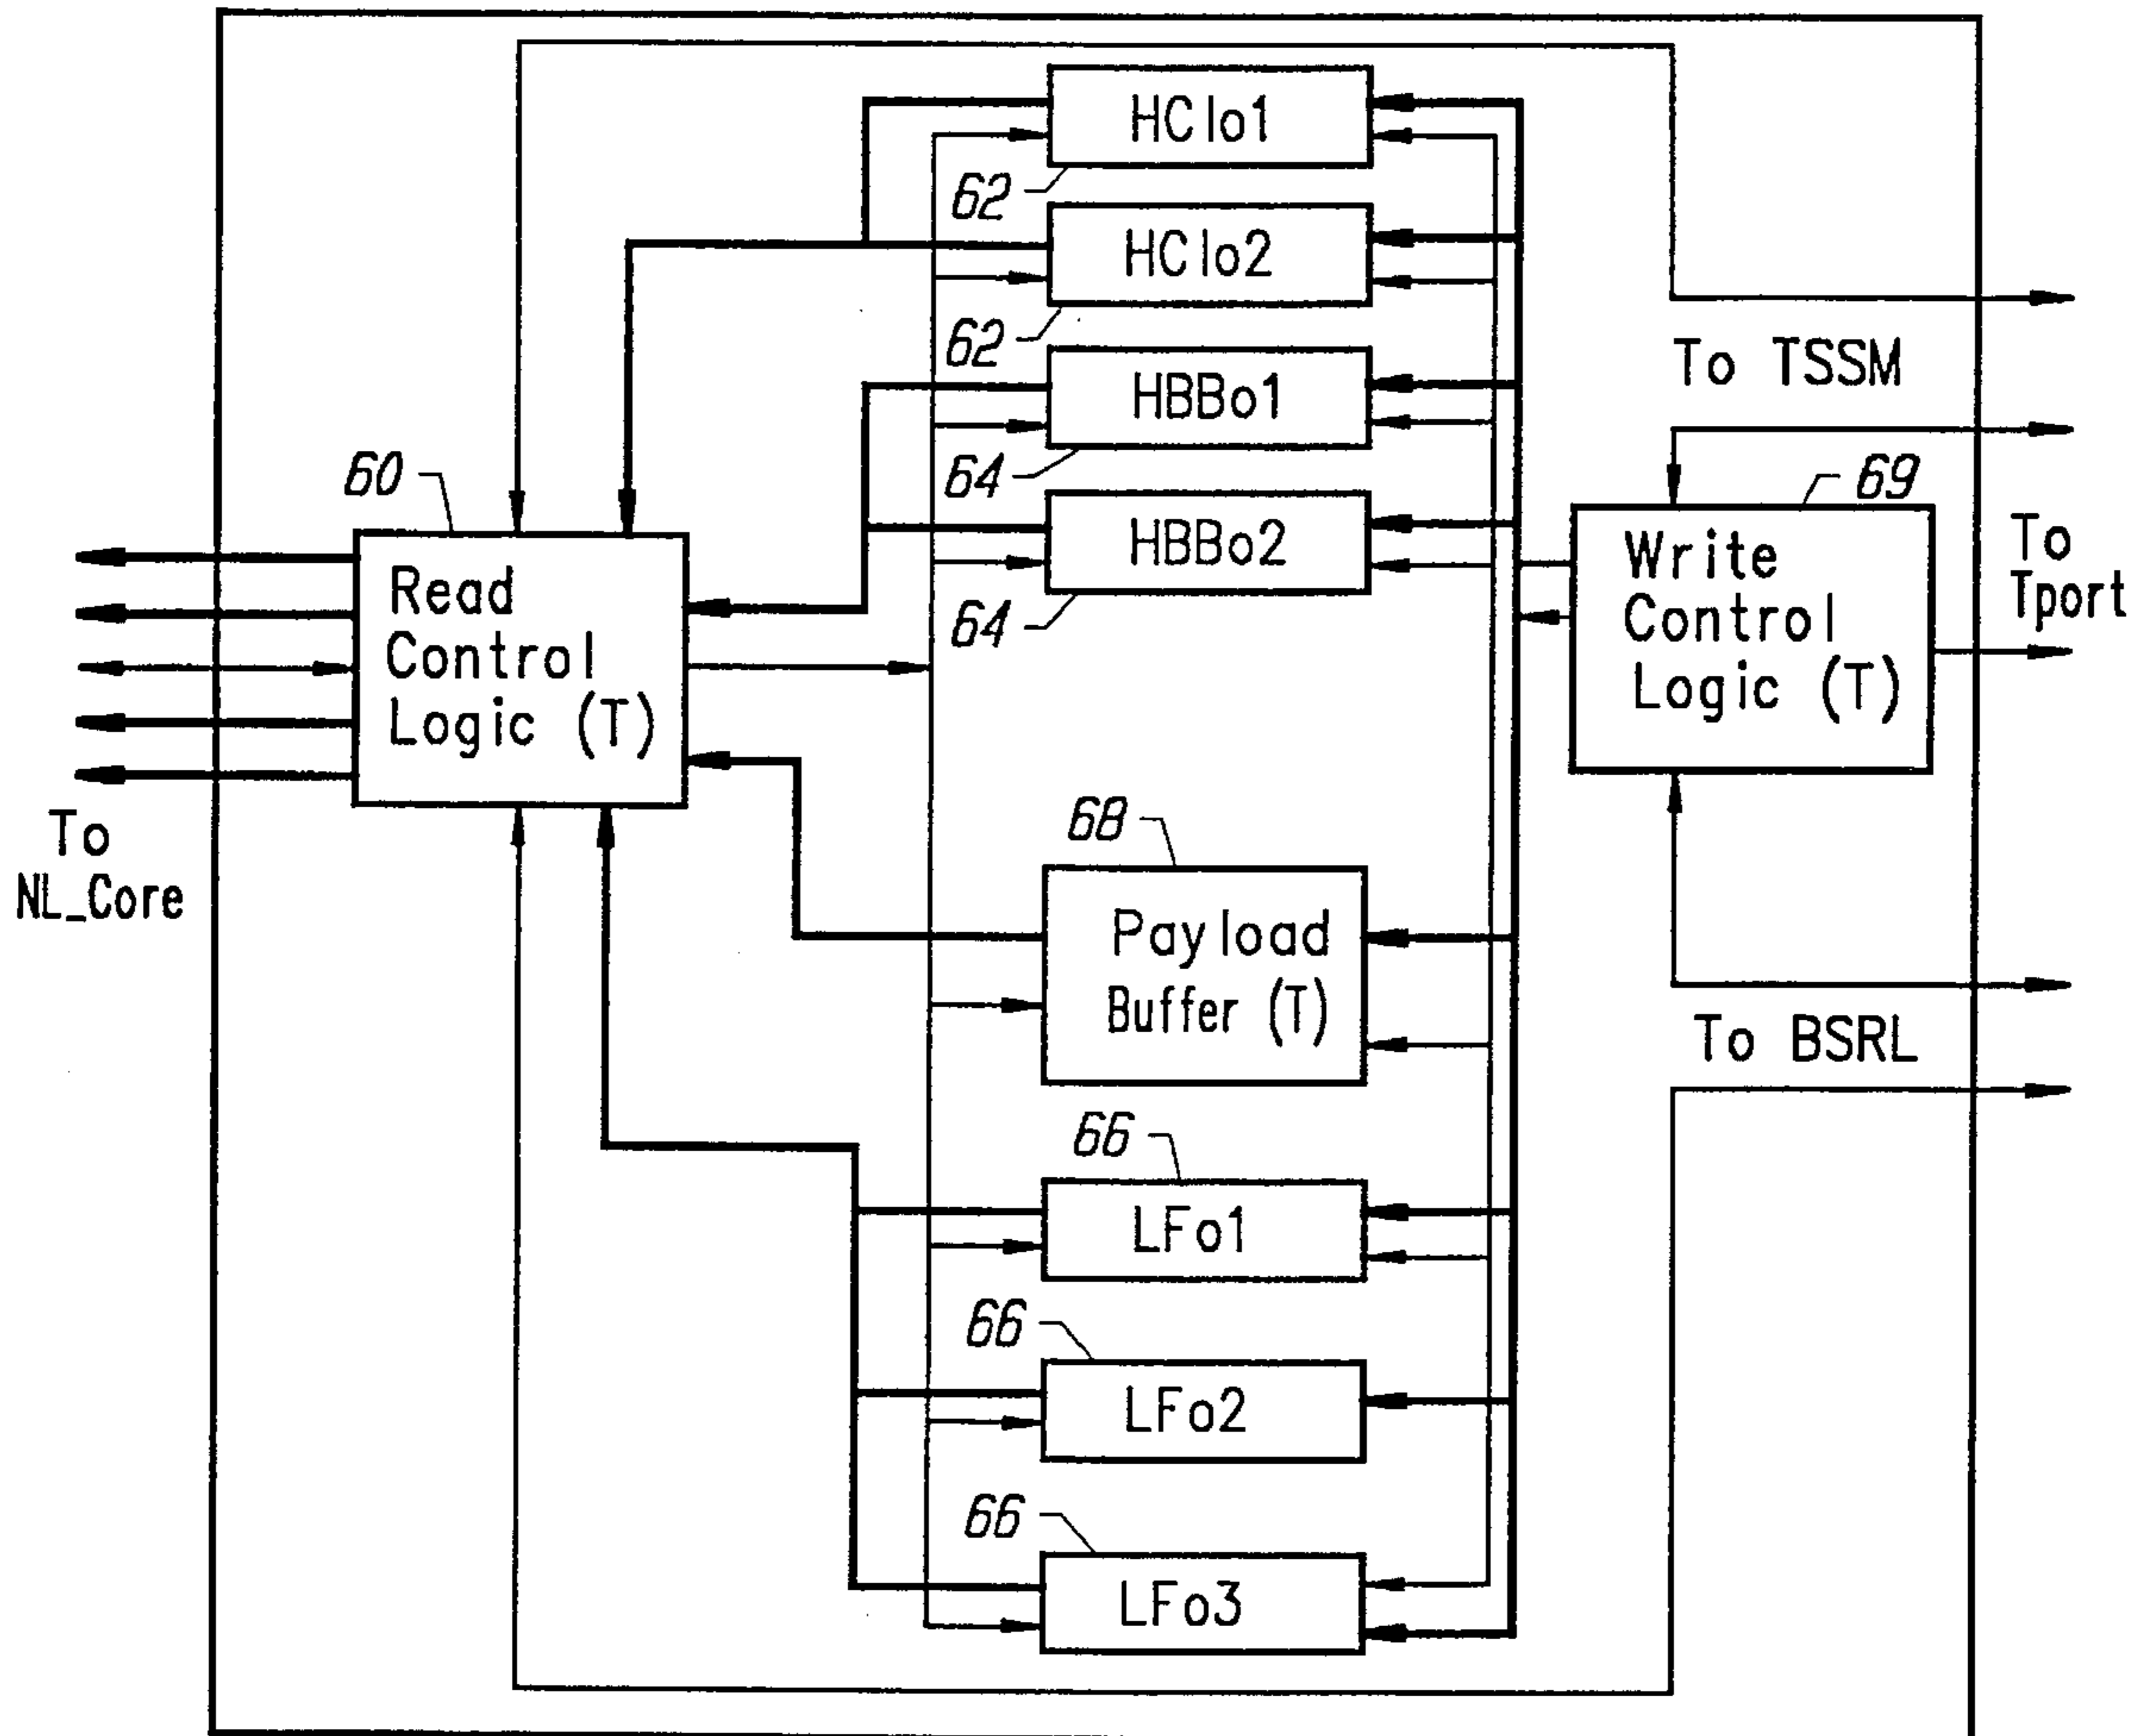 HClo1
62
HClo2
62
To TSSM
HBBo1
60
64
69
HBBo2
Write
Control
Logic (T)
To
Tport
Read
Control
Logic (T)
64
To
NL_Core
68
Payload
Buffer (T)
To BSRL
66
LFo1
66
LFo2
66
LFo3